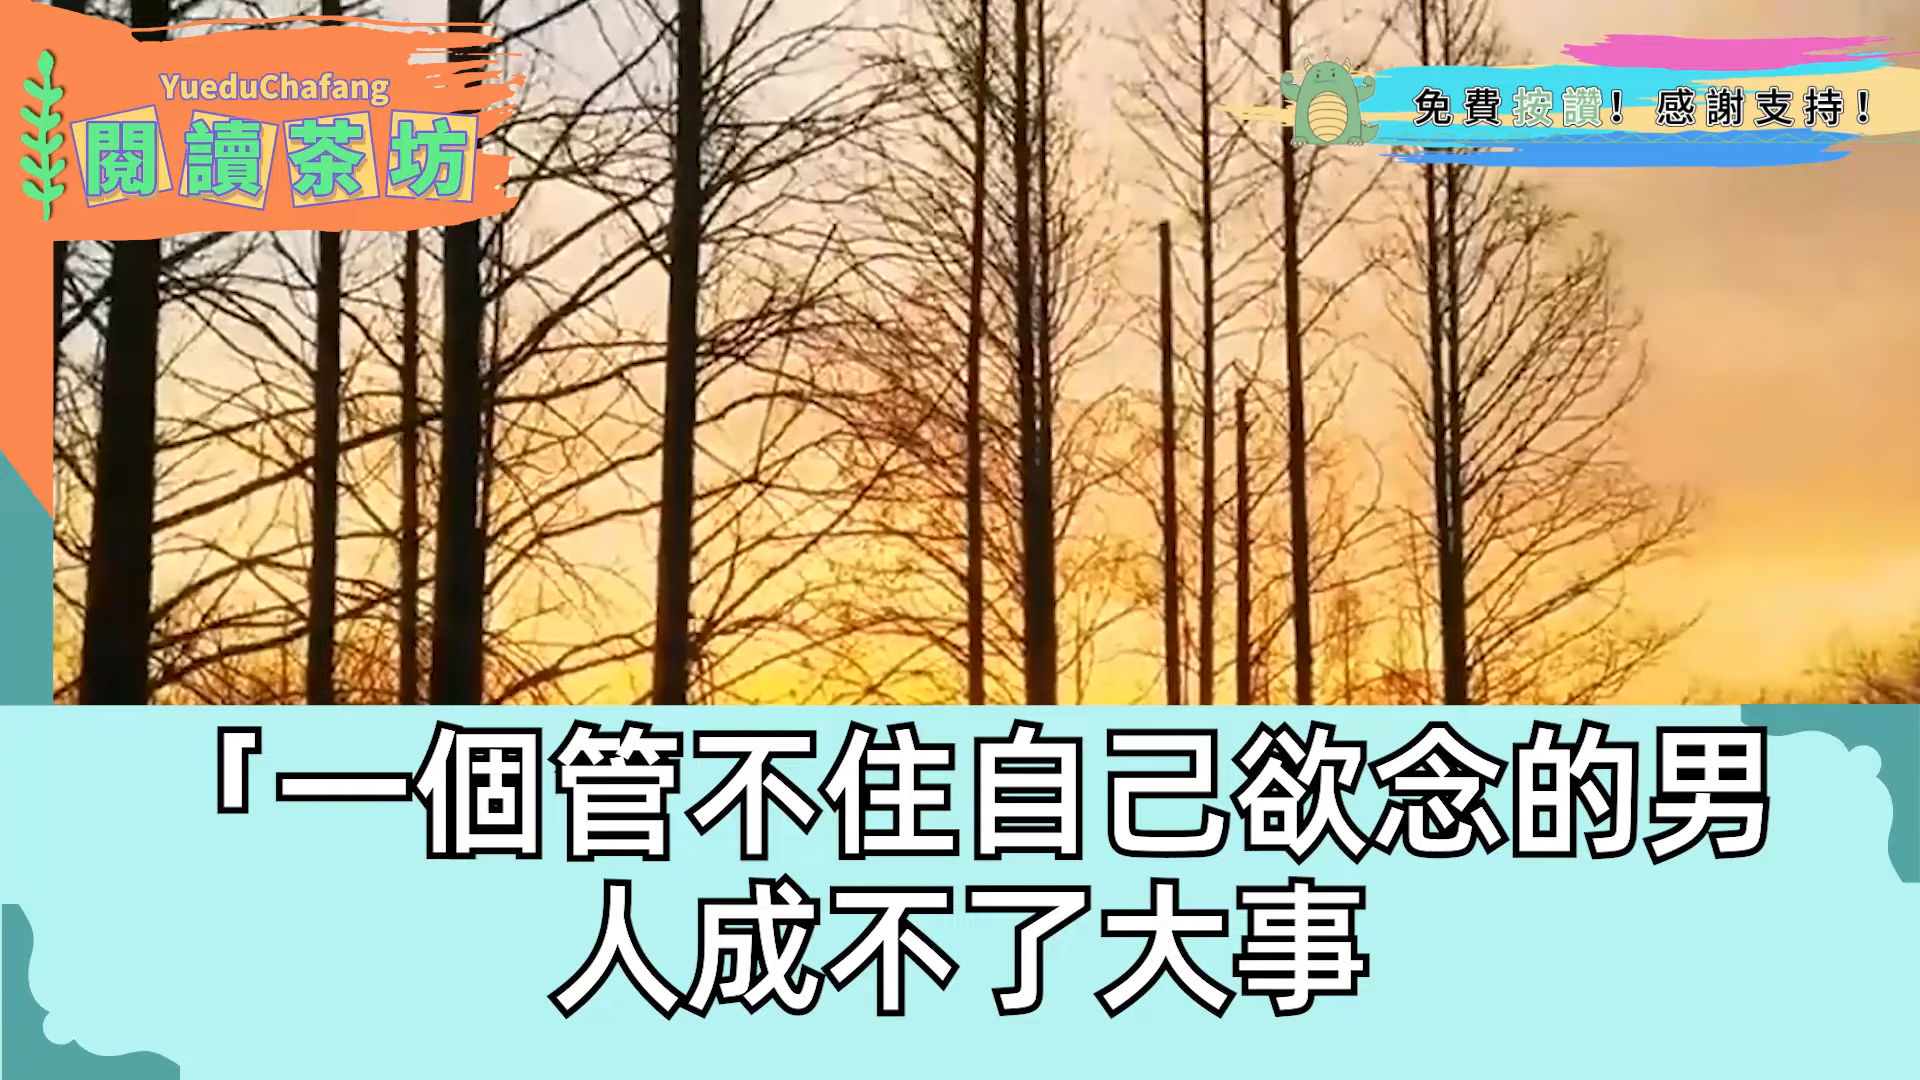 YueduChafang
閱讀茶坊
免費按讚！感謝支持！
「一個管不住自己欲念的男
人成不了大事